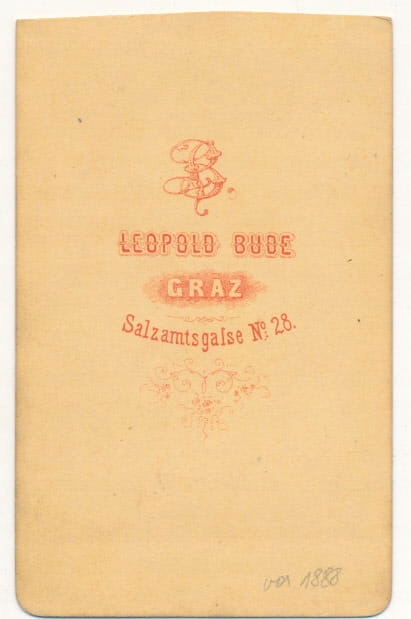 LEOPOLD BUDE
GRAZ
Salzamtsgaſse No. 28.
vor 1888